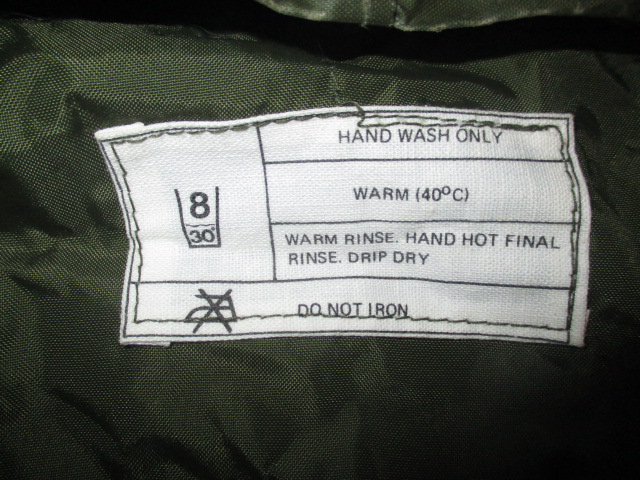 HAND WASH ONLY
8
30°
WARM (40°C)
WARM RINSE. HAND HOT FINAL
RINSE. DRIP DRY
DO NOT IRON